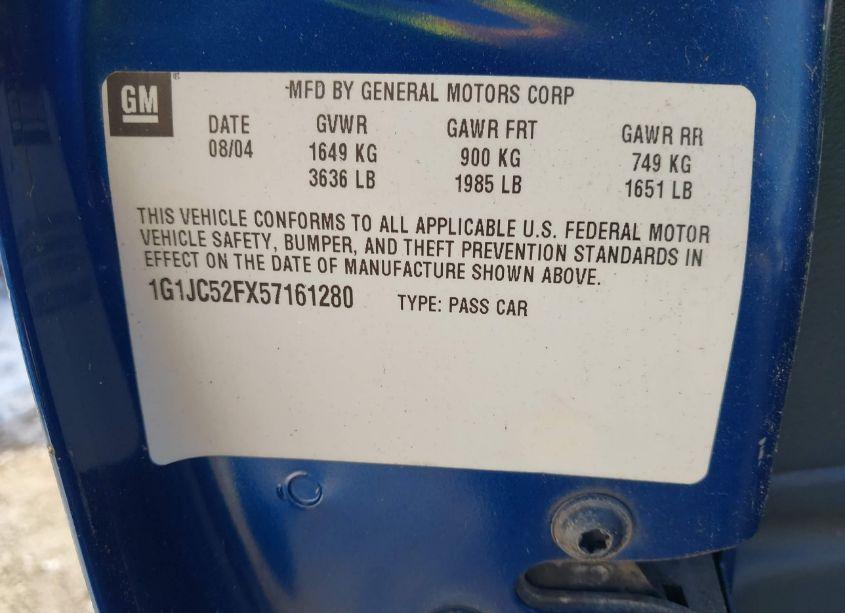 GM
MFD BY GENERAL MOTORS CORP
DATE GVWR GAWR FRT GAWR RR
08/04 1649 KG 900 KG 749 KG
3636 LB 1985 LB 1651 LB
THIS VEHICLE CONFORMS TO ALL APPLICABLE U.S. FEDERAL MOTOR
VEHICLE SAFETY, BUMPER, AND THEFT PREVENTION STANDARDS IN
EFFECT ON THE DATE OF MANUFACTURE SHOWN ABOVE.
1G1JC52FX57161280 TYPE: PASS CAR